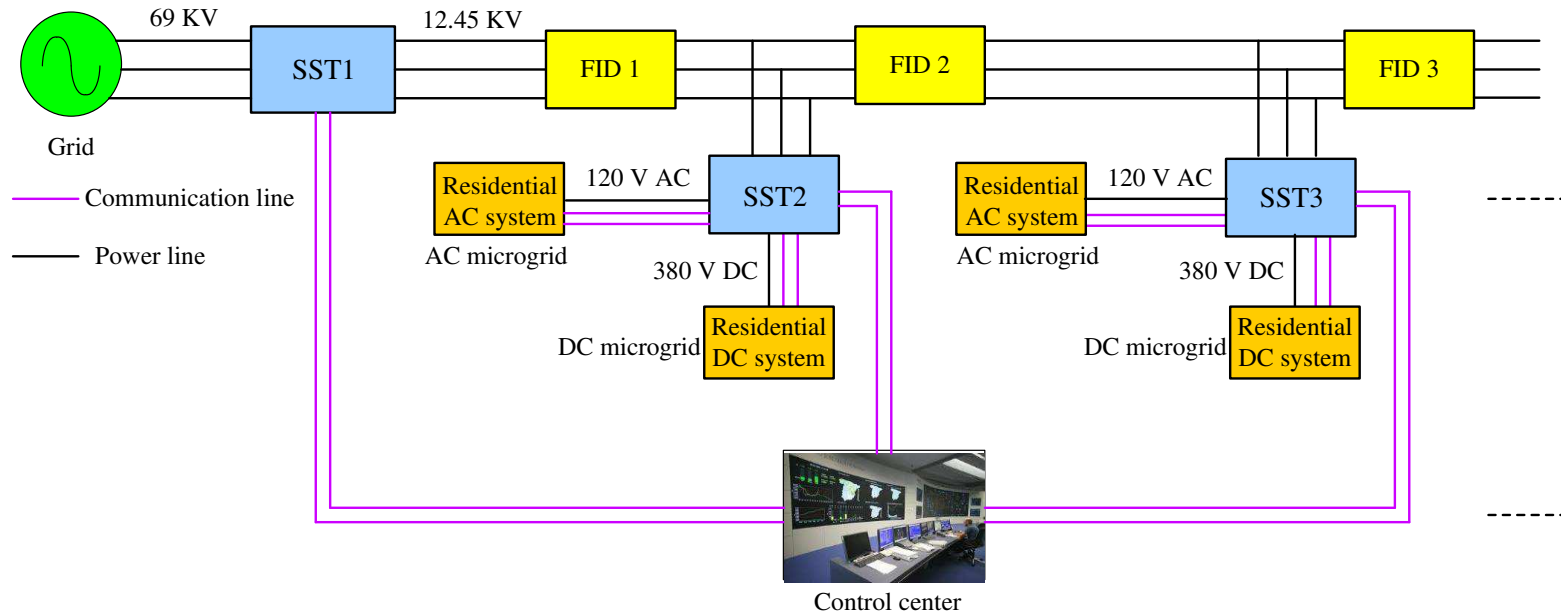 69 KV
12.45 KV
SST1
FID 1
FID 2
FID 3
Grid
Communication line
Power line
Residential
AC system
120 V AC
SST2
AC microgrid
380 V DC
Residential
DC system
DC microgrid
Residential
AC system
120 V AC
SST3
AC microgrid
380 V DC
Residential
DC system
DC microgrid
Control center